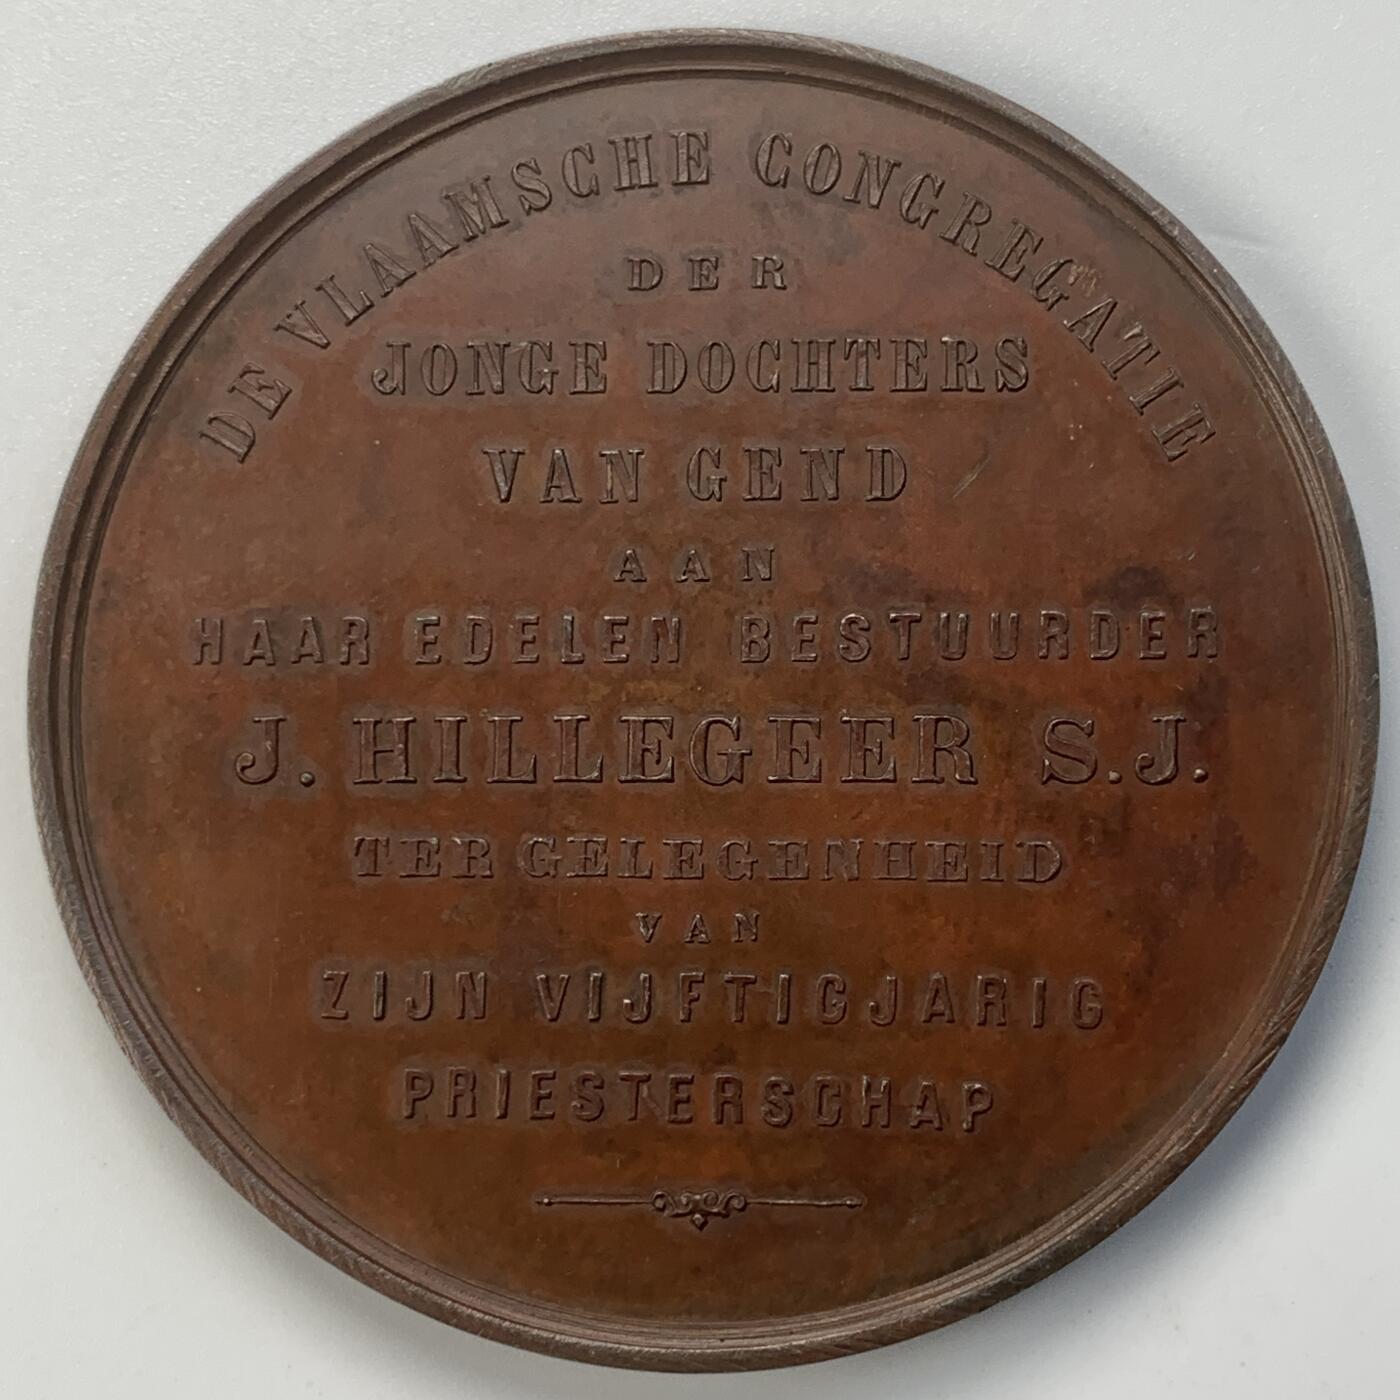 DE VLAAMSCHE CONGREGATIE
DER
JONGE DOCHTERS
VAN GEND
AAN
HAAR EDELEN BESTUURDER
J. HILLEGEER S.J.
TER GELEGENHEID
VAN
ZIJN VIJFTIGJARIG
PRIESTERSCHAP